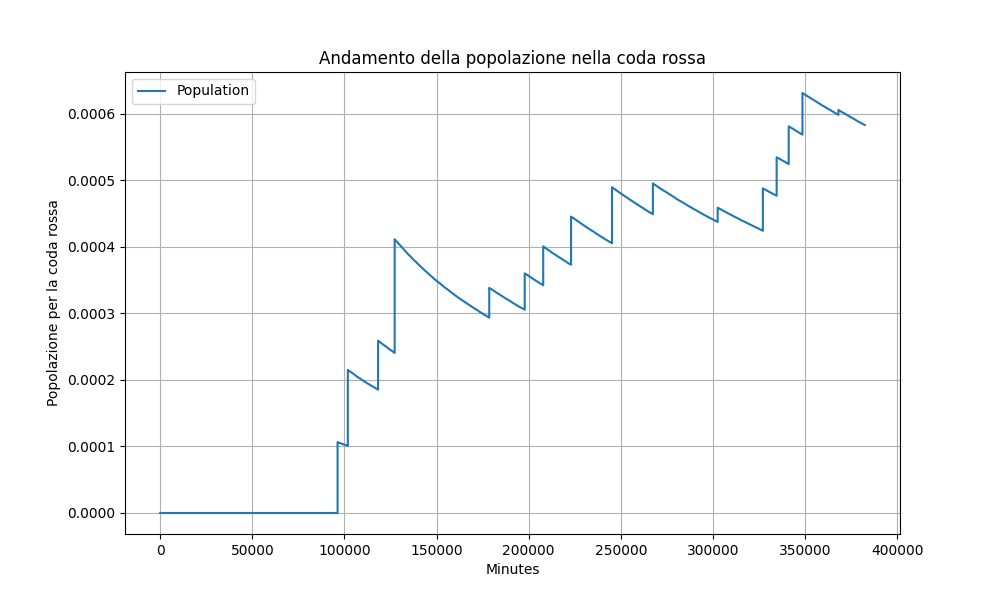 Andamento della popolazione nella coda rossa
Population
Popolazione per la coda rossa
0.0006
0.0005
0.0004
0.0003
0.0002
0.0001
0.0000
0 50000 100000 150000 200000 250000 300000 350000 400000
Minutes